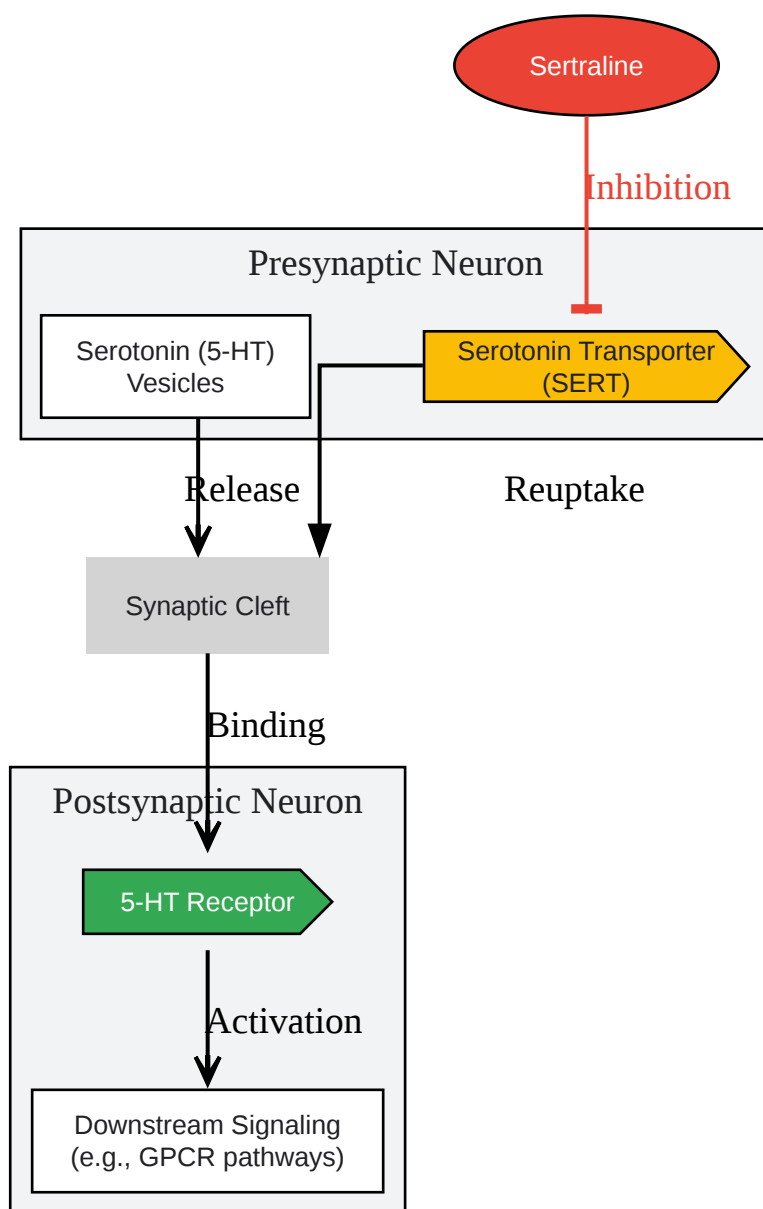 Sertraline
Inhibition
Presynaptic Neuron
Serotonin (5-HT)
Vesicles
Serotonin Transporter
(SERT)
Release
Reuptake
Synaptic Cleft
Binding
Postsynaptic Neuron
5-HT Receptor
Activation
Downstream Signaling
(e.g., GPCR pathways)